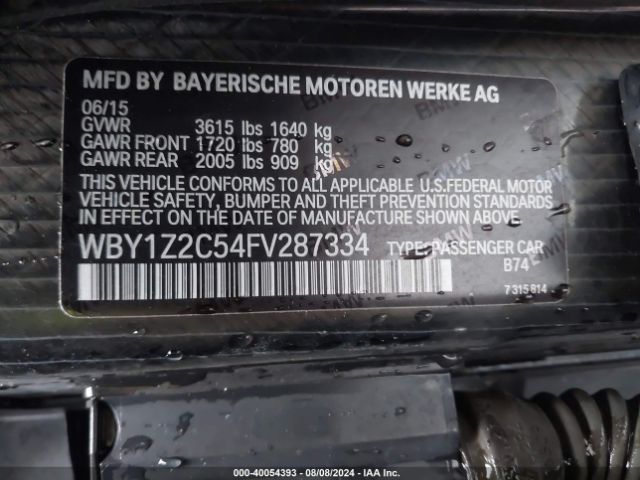 MFD BY BAYERISCHE MOTOREN WERKE AG
06/15
GVWR 3615 lbs 1640 kg
GAWR FRONT 1720 lbs 780 kg
GAWR REAR 2005 lbs 909 kg
THIS VEHICLE CONFORMS TO ALL APPLICABLE U.S.FEDERAL MOTOR
VEHICLE SAFETY, BUMPER AND THEFT PREVENTION STANDARDS
IN EFFECT ON THE DATE OF MANUFACTURE SHOWN ABOVE.
WBY1Z2C54FV287334 TYPE: PASSENGER CAR
B74
7 315 614
000-40054393 - 08/08/2024 - IAA Inc.